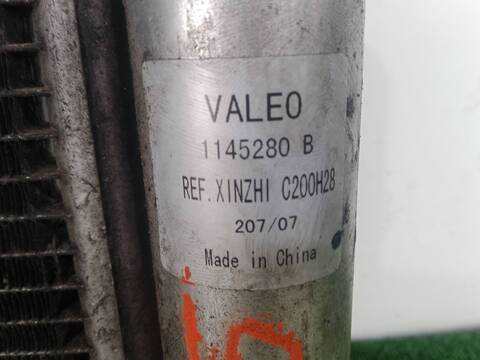 VALEO
1145280 B
REF.XINZHI C200H28
207/07
Made in China